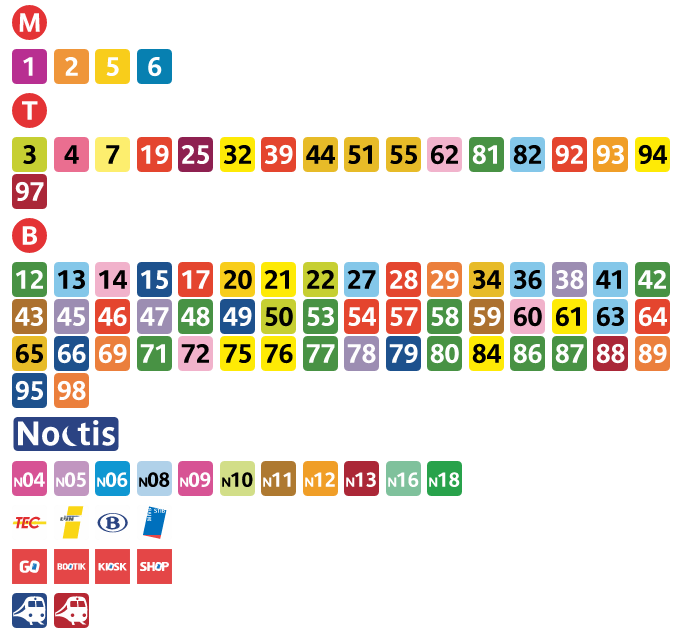 M
1 2 5 6
T
3 4 7 19 25 32 39 44 51 55 62 81 82 92 93 94
97
B
12 13 14 15 17 20 21 22 27 28 29 34 36 38 41 42
43 45 46 47 48 49 50 53 54 57 58 59 60 61 63 64
65 66 69 71 72 75 76 77 78 79 80 84 86 87 88 89
95 98
Noctis
N04 N05 N06 N08 N09 N10 N11 N12 N13 N16 N18
TEC B
GO BOOTIK KIOSK SHOP